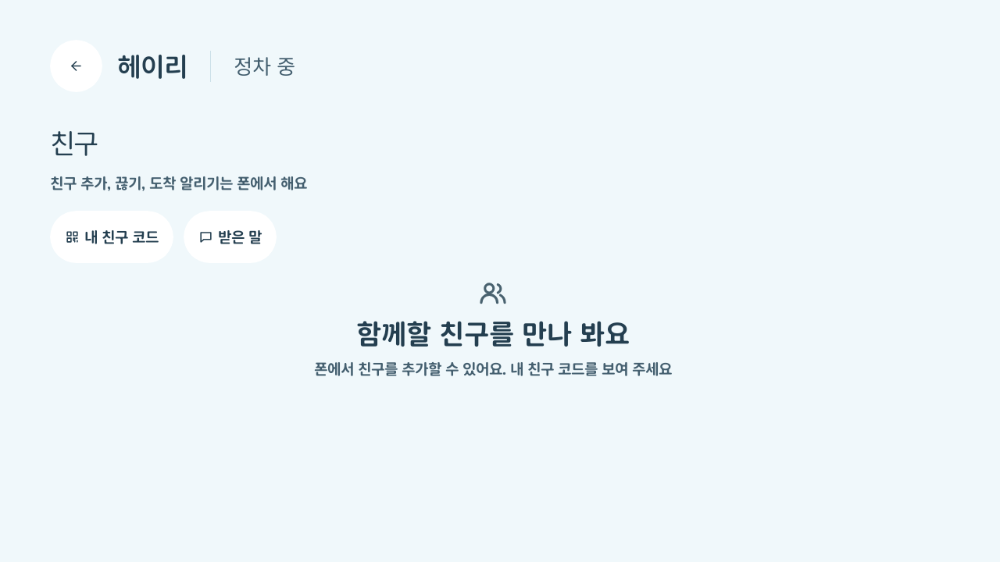 헤이리
정차 중
친구
친구 추가, 끊기, 도착 알리기는 폰에서 해요
내 친구 코드
받은 말
함께할 친구를 만나 봐요
폰에서 친구를 추가할 수 있어요. 내 친구 코드를 보여 주세요